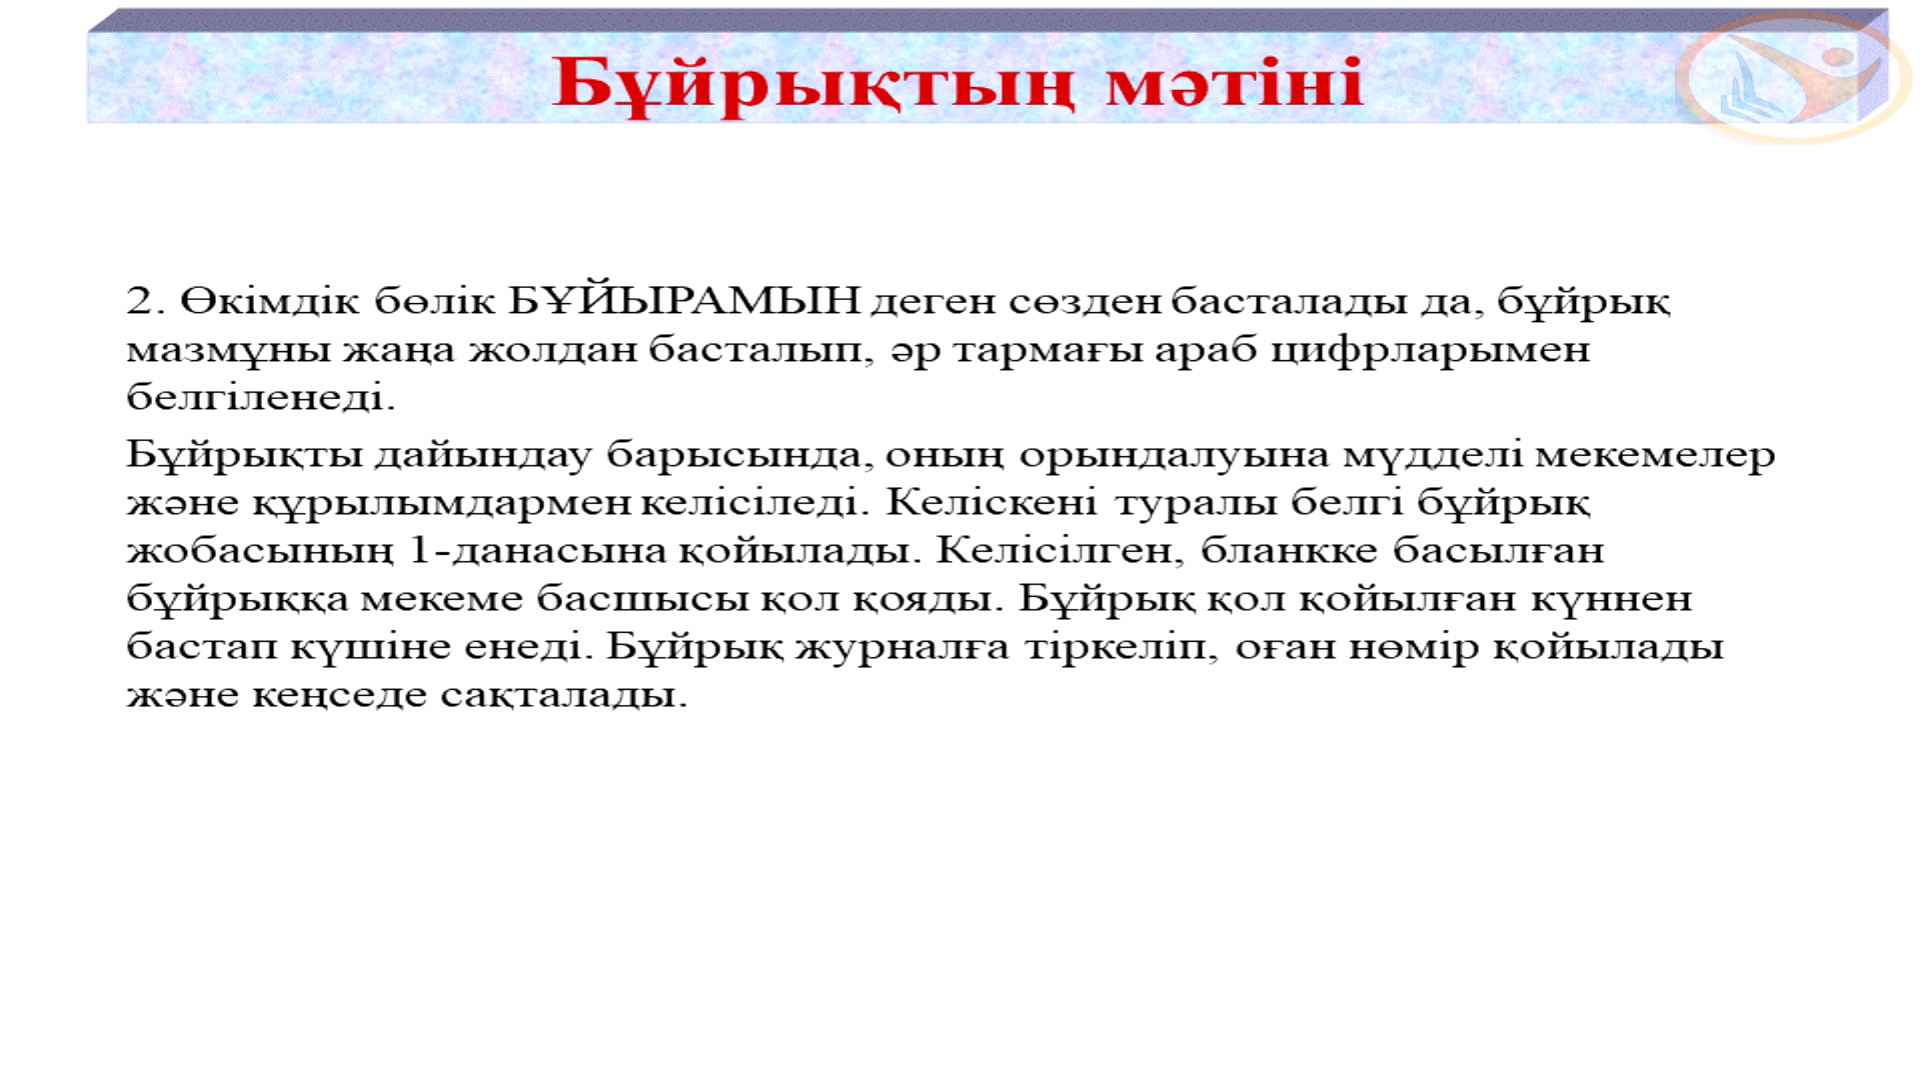 Бұйрықтың мәтіні
2. Өкімдік бөлік БҰЙЫРАМЫН деген сөзден басталады да, бұйрық
мазмұны жаңа жолдан басталып, әр тармағы араб цифрларымен
белгіленеді.
Бұйрықты дайындау барысында, оның орындалуына мүдделі мекемелер
және құрылымдармен келісіледі. Келіскені туралы белгі бұйрық
жобасының 1-данасына қойылады. Келісілген, бланкке басылған
бұйрыққа мекеме басшысы қол қояды. Бұйрық қол қойылған күннен
бастап күшіне енеді. Бұйрық журналға тіркеліп, оған нөмір қойылады
және кеңседе сақталады.